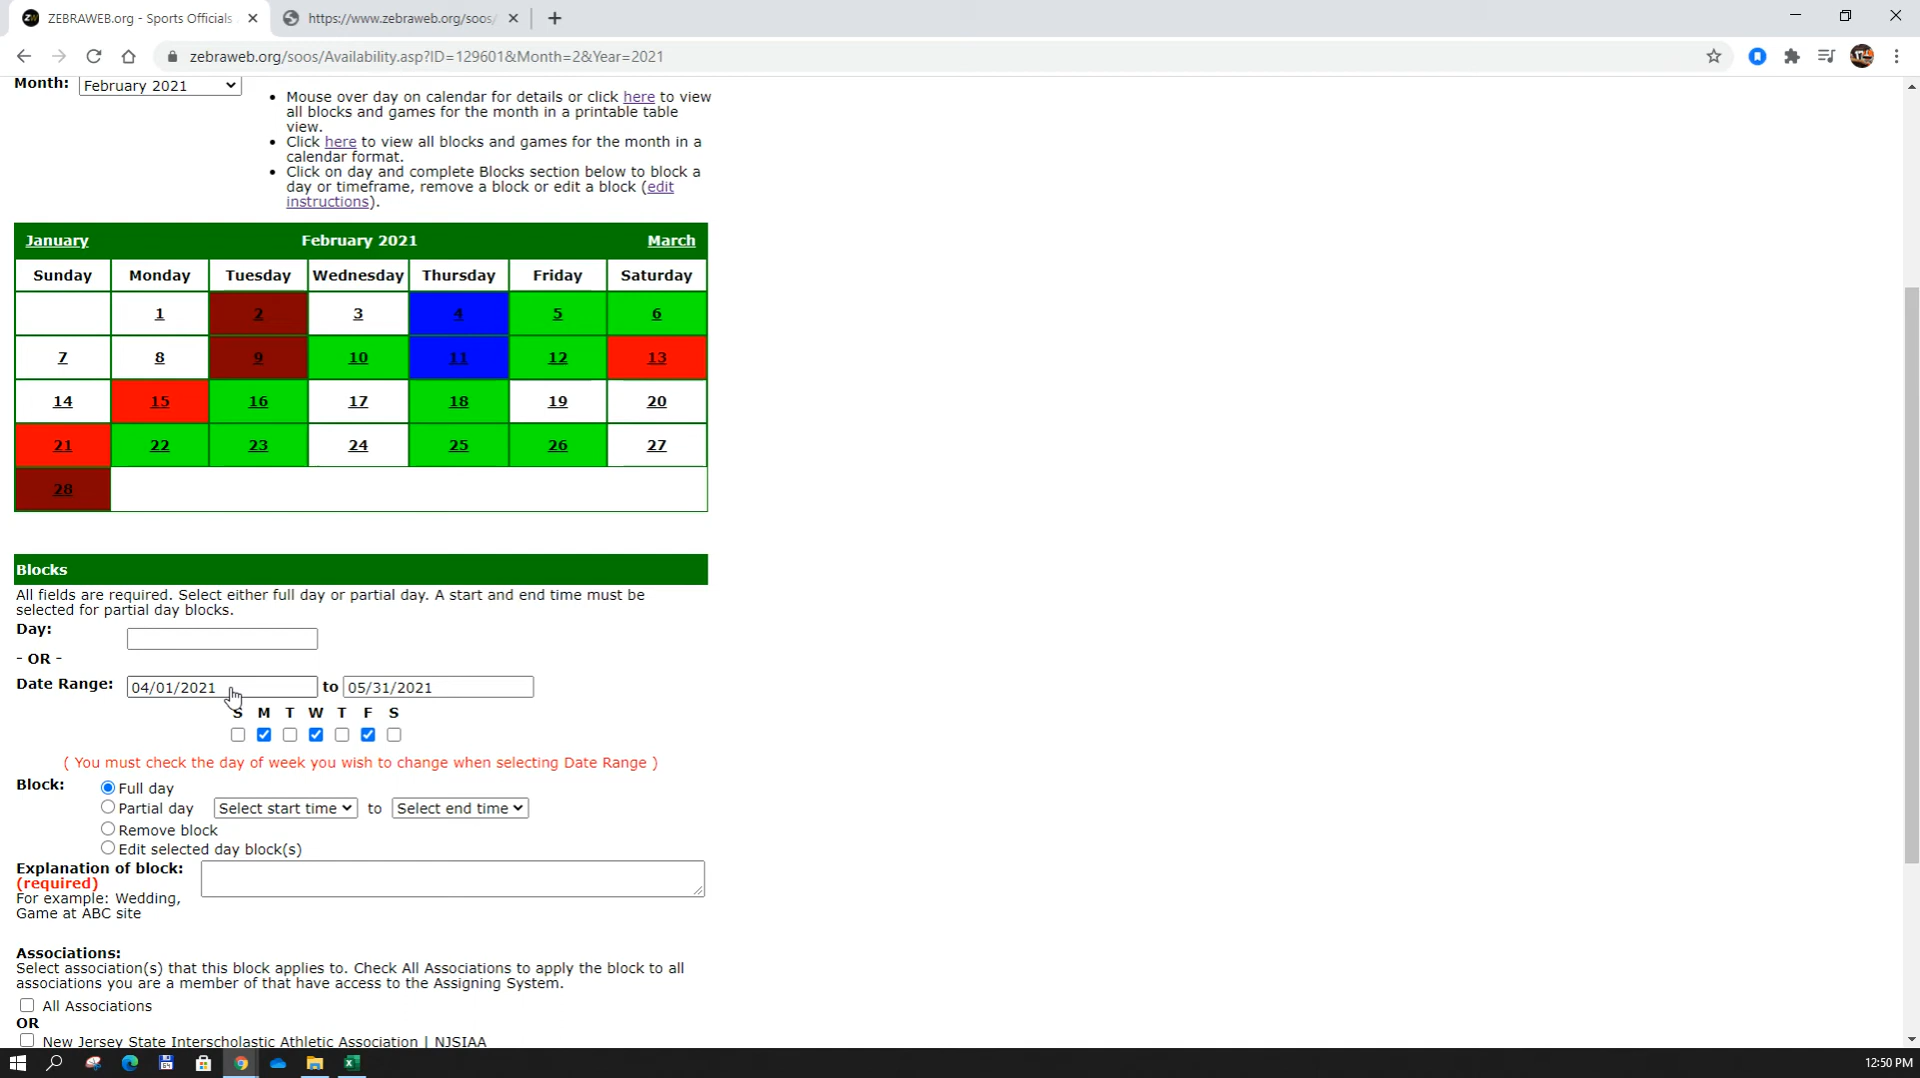 ZEBRAWEB.org - Sports Officials
https://www.zebraweb.org/soos/
zebraweb.org/soos/Availability.asp?ID=129601&Month=2&Year=2021
Month: February 2021
Mouse over day on calendar for details or click here to view
all blocks and games for the month in a printable table
view.
Click here to view all blocks and games for the month in a
calendar format.
Click on day and complete Blocks section below to block a
day or timeframe, remove a block or edit a block (edit
instructions).
January February 2021 March
Sunday Monday Tuesday Wednesday Thursday Friday Saturday
1 2 3 4 5 6
7 8 9 10 11 12 13
14 15 16 17 18 19 20
21 22 23 24 25 26 27
28
Blocks
All fields are required. Select either full day or partial day. A start and end time must be
selected for partial day blocks.
Day:
- OR -
Date Range: 04/01/2021 to 05/31/2021
S M T W T F S
( You must check the day of week you wish to change when selecting Date Range )
Block: Full day
Partial day Select start time to Select end time
Remove block
Edit selected day block(s)
Explanation of block:
(required)
For example: Wedding,
Game at ABC site
Associations:
Select association(s) that this block applies to. Check All Associations to apply the block to all
associations you are a member of that have access to the Assigning System.
All Associations
OR
New Jersey State Interscholastic Athletic Association | NJSIAA
12:50 PM